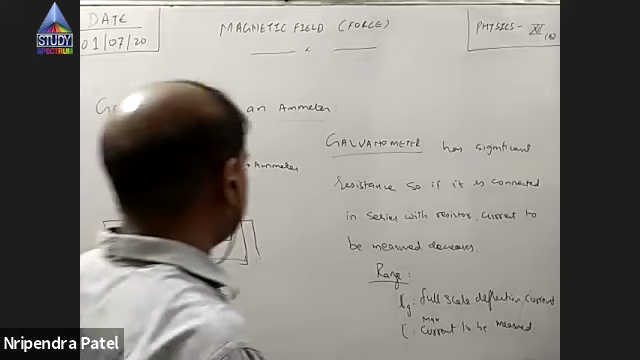 DATE
01/07/20
STUDY
SPECTRUM
MAGNETIC FIELD (FORCE)
PHYSICS - XI (B)
an Ammeter
Ammeter
GALVANOMETER has significant
resistance so if it is connected
in series with resistor, current to
be measured decreases.
Range:
ig: full scale deflection current
i: Max current to be measured.
Nripendra Patel